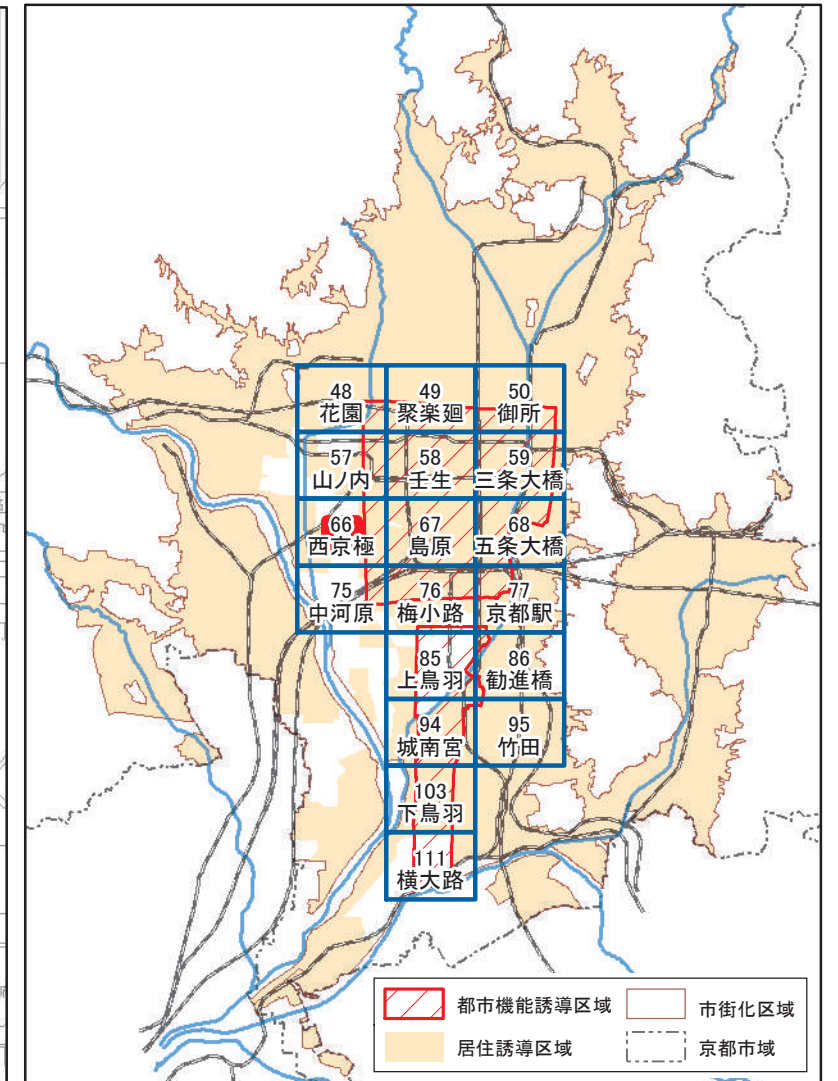 48
花園
49
聚楽廻
50
御所
57
山ノ内
58
壬生
59
三条大橋
66
西京極
67
島原
68
五条大橋
75
中河原
76
梅小路
77
京都駅
85
上鳥羽
86
勧進橋
94
城南宮
95
竹田
103
下鳥羽
111
横大路
都市機能誘導区域
市街化区域
居住誘導区域
京都市域